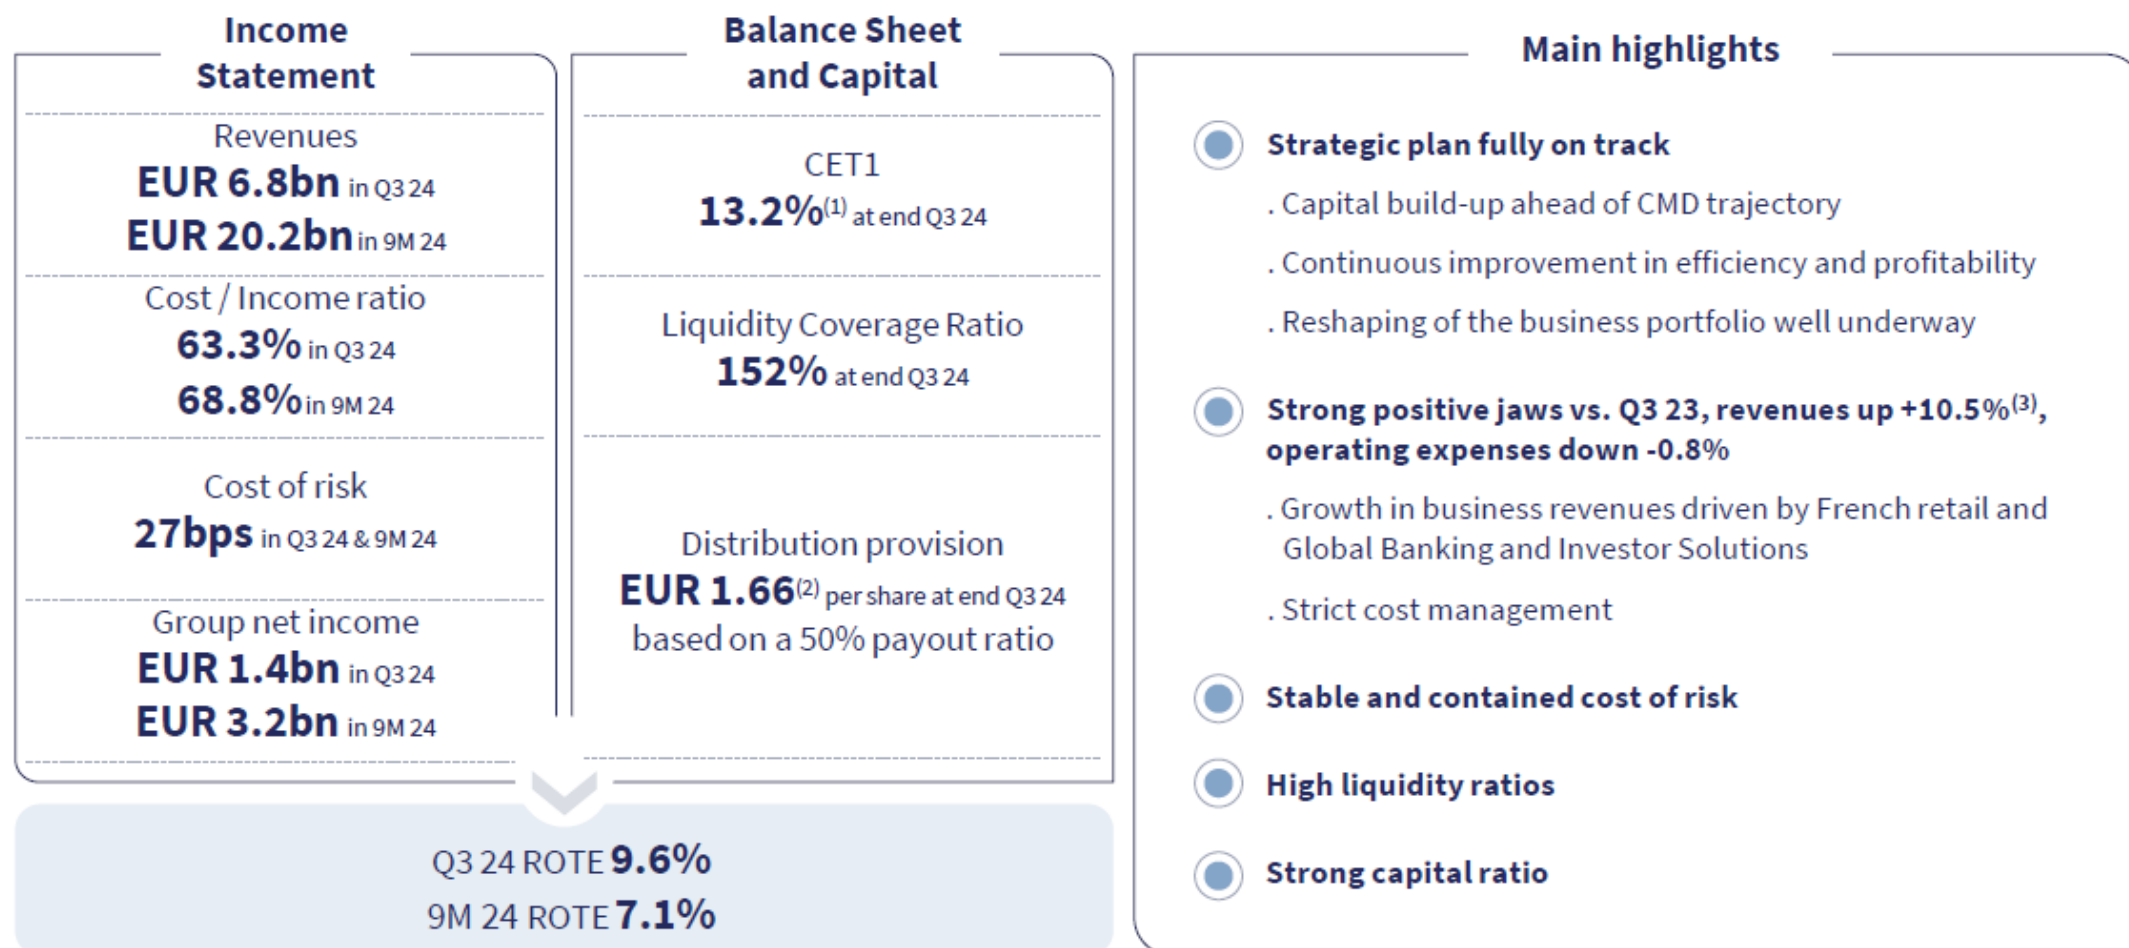 Income
Statement
Revenues
EUR 6.8bn in Q3 24
EUR 20.2bn in 9M 24
Cost / Income ratio
63.3% in Q3 24
68.8% in 9M 24
Cost of risk
27bps in Q3 24 & 9M 24
Group net income
EUR 1.4bn in Q3 24
EUR 3.2bn in 9M 24
Balance Sheet
and Capital
CET1
13.2%(1) at end Q3 24
Liquidity Coverage Ratio
152% at end Q3 24
Distribution provision
EUR 1.66(2) per share at end Q3 24
based on a 50% payout ratio
Q3 24 ROTE 9.6%
9M 24 ROTE 7.1%
Main highlights
Strategic plan fully on track
. Capital build-up ahead of CMD trajectory
. Continuous improvement in efficiency and profitability
. Reshaping of the business portfolio well underway
Strong positive jaws vs. Q3 23, revenues up +10.5%(3),
operating expenses down -0.8%
. Growth in business revenues driven by French retail and
Global Banking and Investor Solutions
. Strict cost management
Stable and contained cost of risk
High liquidity ratios
Strong capital ratio